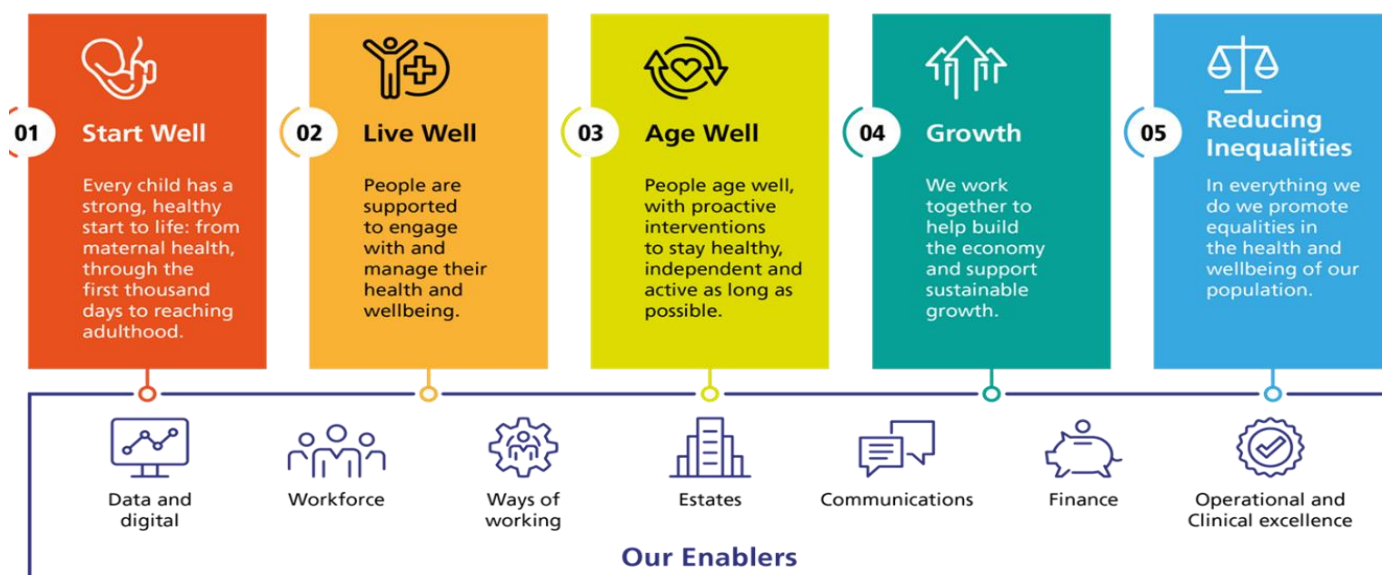 01
Start Well
Every child has a
strong, healthy
start to life: from
maternal health,
through the
first thousand
days to reaching
adulthood.
02
Live Well
People are
supported
to engage
with and
manage their
health and
wellbeing.
03
Age Well
People age well,
with proactive
interventions
to stay healthy,
independent and
active as long as
possible.
04
Growth
We work
together to
help build
the economy
and support
sustainable
growth.
05
Reducing
Inequalities
In everything we
do we promote
equalities in
the health and
wellbeing of our
population.
Data and
digital
Workforce
Ways of
working
Estates
Communications
Finance
Operational and
Clinical excellence
Our Enablers